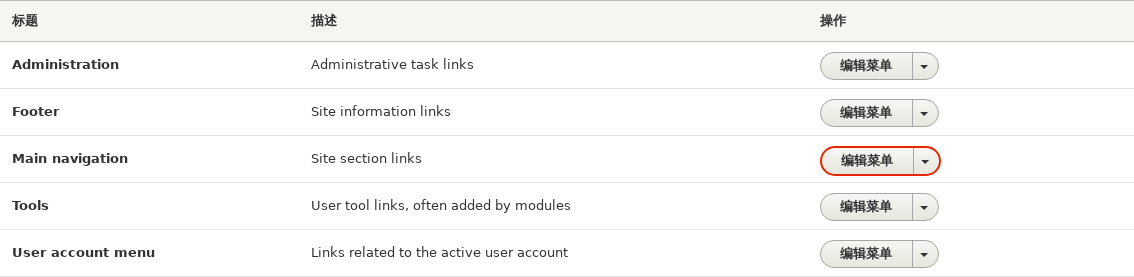 标题 描述 操作
Administration Administrative task links 编辑菜单
Footer Site information links 编辑菜单
Main navigation Site section links 编辑菜单
Tools User tool links, often added by modules 编辑菜单
User account menu Links related to the active user account 编辑菜单